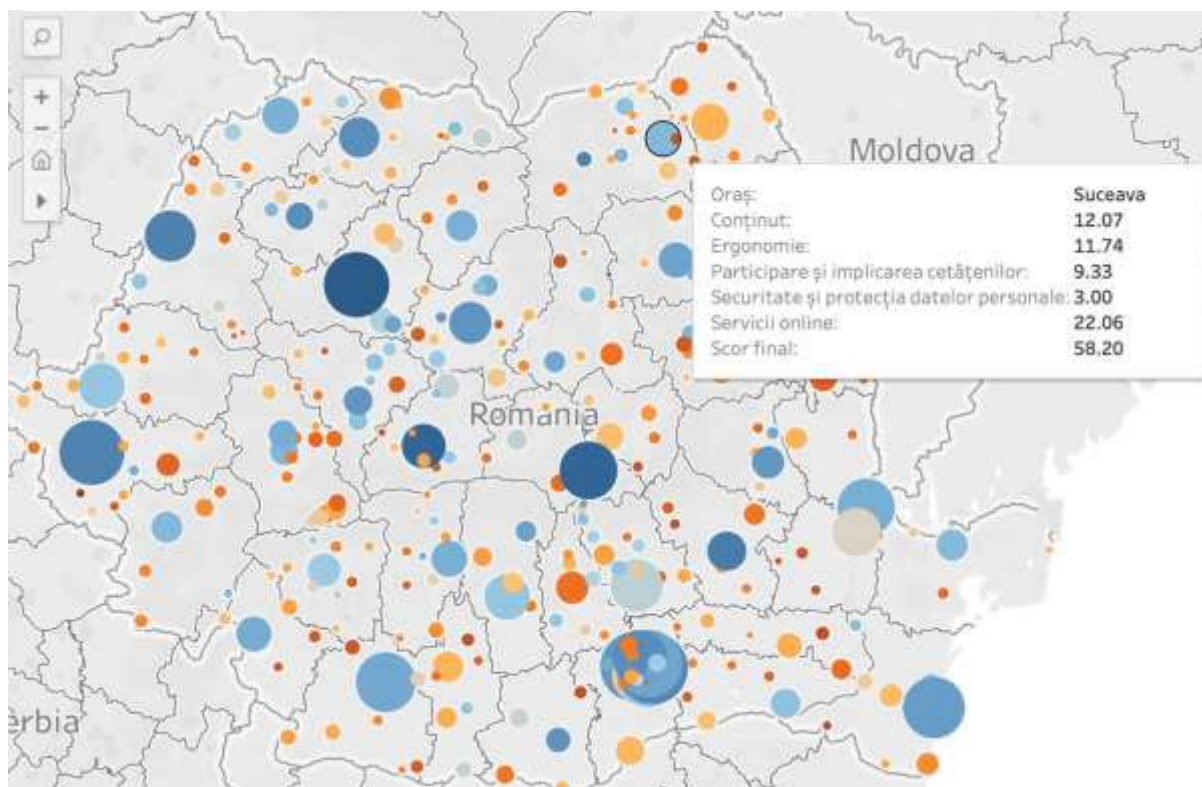 Moldova
Oraș: Suceava
Conținut: 12.07
Ergonomie: 11.74
Participare și implicarea cetățenilor: 9.33
Securitate și protecția datelor personale: 3.00
Servicii online: 22.06
Scor final: 58.20
România
erbia